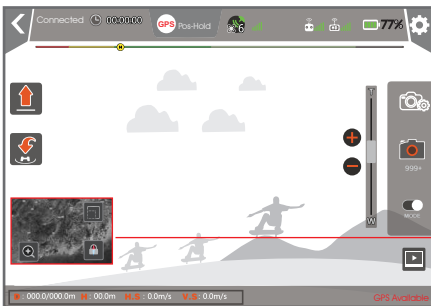 Connected 00:00:00 GPS Pos-Hold 6 77%
H
T
999+
W
MODE
D: 000.0/000.0m H: 00.0m H.S: 0.0m/s V.S: 0.0m/s
GPS Available